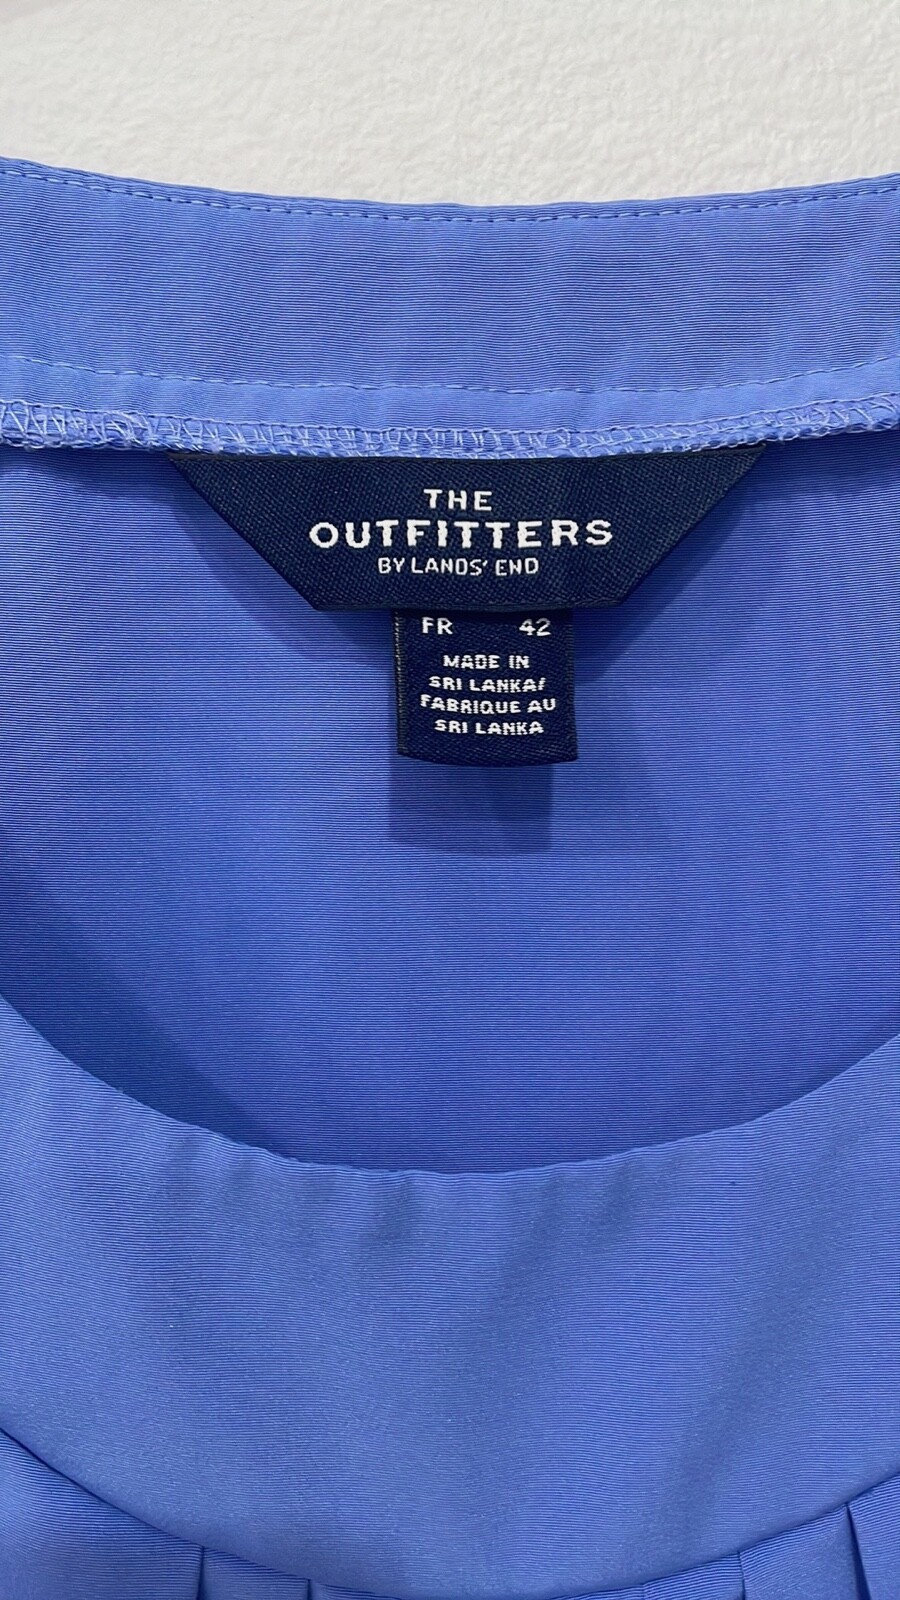 THE
OUTFITTERS
BY LANDS' END
FR 42
MADE IN
SRI LANKA/
FABRIQUE AU
SRI LANKA